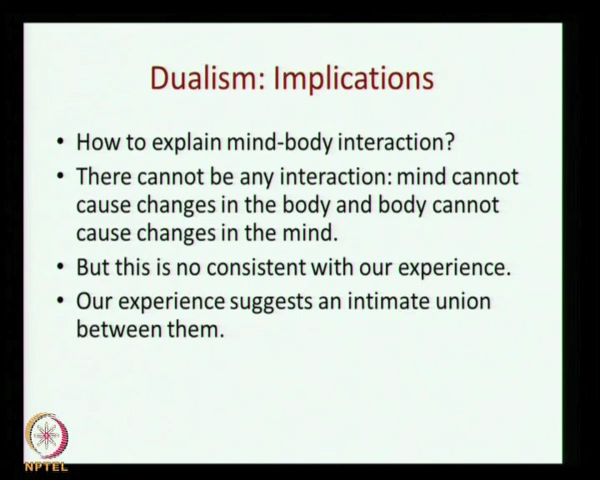 Dualism: Implications
• How to explain mind-body interaction?
• There cannot be any interaction: mind cannot
cause changes in the body and body cannot
cause changes in the mind.
• But this is no consistent with our experience.
• Our experience suggests an intimate union
between them.
NPTEL